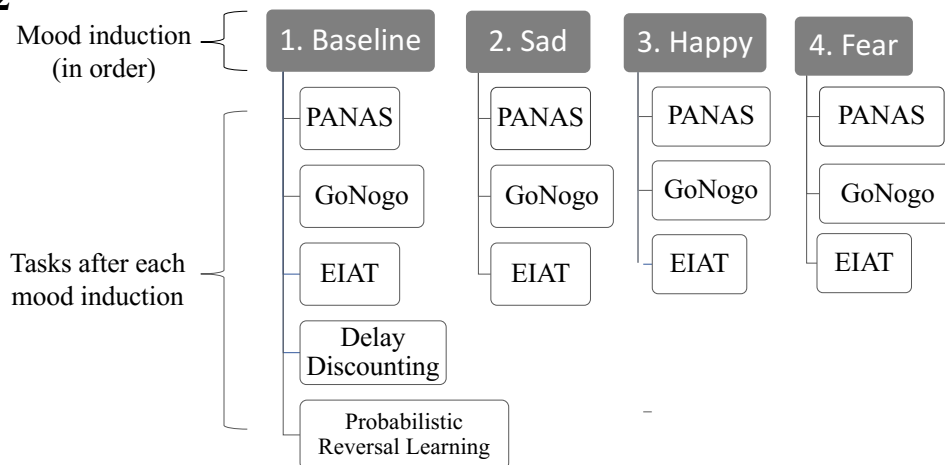 2
Mood induction
(in order)
1. Baseline
2. Sad
3. Happy
4. Fear
Tasks after each
mood induction
PANAS
GoNogo
EIAT
Delay
Discounting
Probabilistic
Reversal Learning
PANAS
GoNogo
EIAT
PANAS
GoNogo
EIAT
PANAS
GoNogo
EIAT